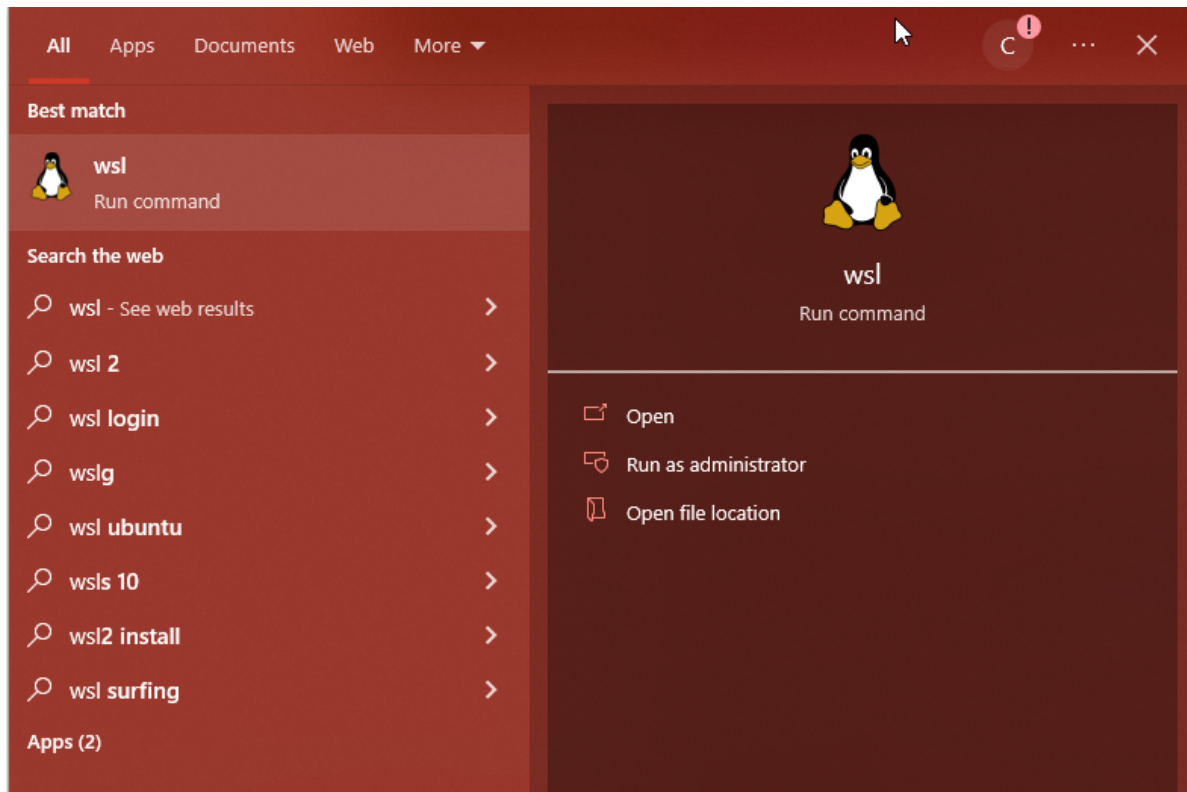 All Apps Documents Web More
C !
Best match
wsl
Run command
Search the web
wsl - See web results
wsl 2
wsl login
wslg
wsl ubuntu
wsls 10
wsl2 install
wsl surfing
Apps (2)
wsl
Run command
Open
Run as administrator
Open file location